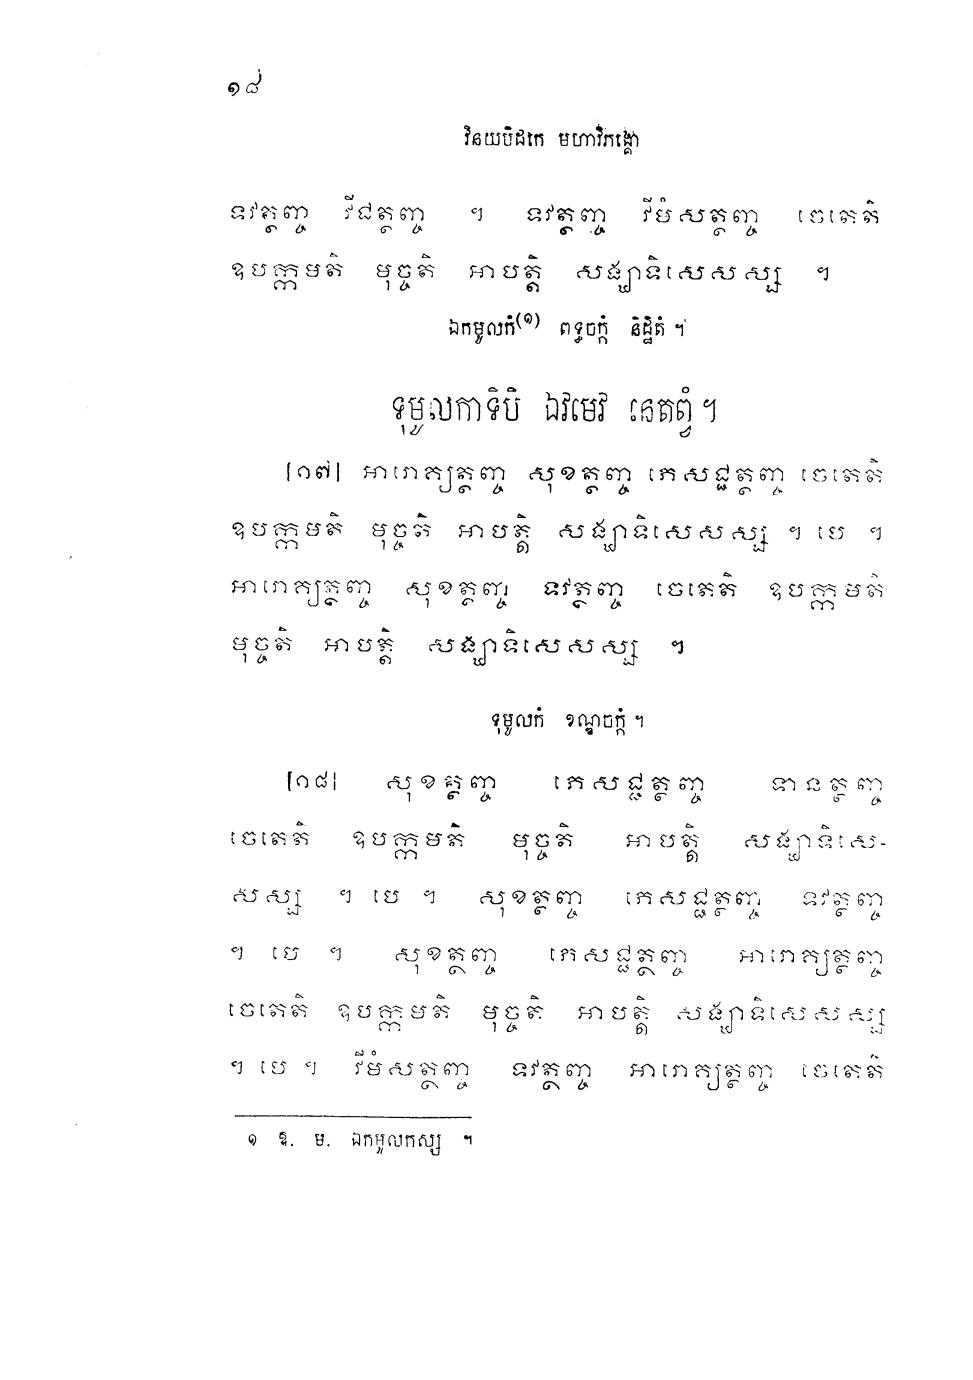 ១៨
វិនយបិដកេ មហាវិភង្គោ
ទវត្ថញ្ច វីជត្ថញ្ច ។ ទវត្ថញ្ច វីមំសត្ថញ្ច ចេតេតិ
ឧបក្កមតិ មុច្ចតិ អាបត្តិ សង្ឃាទិសេសស្ស ។
ឯកមូលកំ(១) ពទ្ធចក្កំ និដ្ឋិតំ ។
ទុមូលកាទិបិ ឯវមេវ នេតព្វំ។
[១៧] អារោគ្យត្ថញ្ច សុខត្ថញ្ច ភេសជ្ជត្ថញ្ច ចេតេតិ
ឧបក្កមតិ មុច្ចតិ អាបត្តិ សង្ឃាទិសេសស្ស ។ បេ ។
អារោគ្យត្ថញ្ច សុខត្ថញ្ច ទវត្ថញ្ច ចេតេតិ ឧបក្កមតិ
មុច្ចតិ អាបត្តិ សង្ឃាទិសេសស្ស ។
ទុមូលកំ ខណ្ឌចក្កំ ។
[១៨] សុខត្ថញ្ច ភេសជ្ជត្ថញ្ច ទានត្ថញ្ច
ចេតេតិ ឧបក្កមតិ មុច្ចតិ អាបត្តិ សង្ឃាទិសេ-
សស្ស ។ បេ ។ សុខត្ថញ្ច ភេសជ្ជត្ថញ្ច ទវត្ថញ្ច
។ បេ ។ សុខត្ថញ្ច ភេសជ្ជត្ថញ្ច អារោគ្យត្ថញ្ច
ចេតេតិ ឧបក្កមតិ មុច្ចតិ អាបត្តិ សង្ឃាទិសេសស្ស
។ បេ ។ វីមំសត្ថញ្ច ទវត្ថញ្ច អារោគ្យត្ថញ្ច ចេតេតិ
១ ឱ. ម. ឯកមូលកស្ស ។